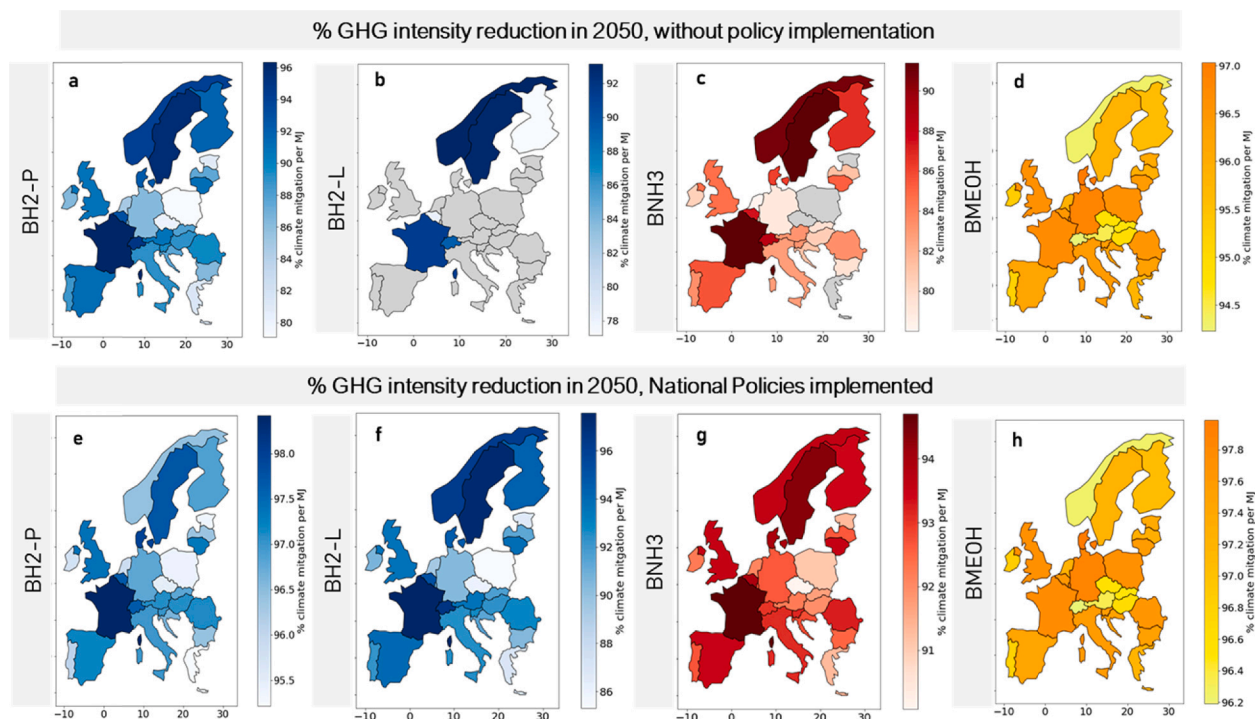 % GHG intensity reduction in 2050, without policy implementation
BH2-P
a
96
94
92
90
88
86
84
82
80
% climate mitgation per MJ
−10 0 10 20 30
BH2-L
b
92
90
88
86
84
82
80
78
% climate mitgation per MJ
−10 0 10 20 30
BNH3
c
90
88
86
84
82
80
% climate mitgation per MJ
−10 0 10 20 30
BMEOH
d
97.0
96.5
96.0
95.5
95.0
94.5
% climate mitgation per MJ
−10 0 10 20 30
% GHG intensity reduction in 2050, National Policies implemented
BH2-P
e
98.0
97.5
97.0
96.5
96.0
95.5
% climate mitgation per MJ
−10 0 10 20 30
BH2-L
f
96
94
92
90
88
86
% climate mitgation per MJ
−10 0 10 20 30
BNH3
g
94
93
92
91
% climate mitgation per MJ
−10 0 10 20 30
BMEOH
h
97.8
97.6
97.4
97.2
97.0
96.8
96.6
96.4
96.2
% climate mitgation per MJ
−10 0 10 20 30